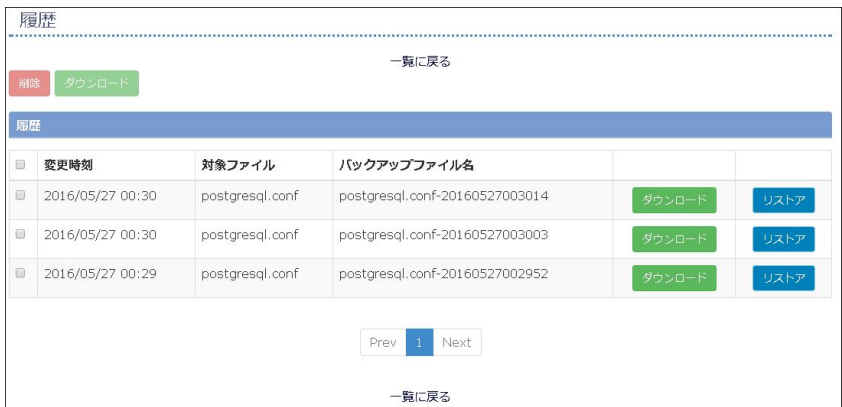 履歴
一覧に戻る
削除 ダウンロード
履歴
変更時刻 対象ファイル バックアップファイル名
2016/05/27 00:30 postgresql.conf postgresql.conf-20160527003014 ダウンロード リストア
2016/05/27 00:30 postgresql.conf postgresql.conf-20160527003003 ダウンロード リストア
2016/05/27 00:29 postgresql.conf postgresql.conf-20160527002952 ダウンロード リストア
Prev 1 Next
一覧に戻る